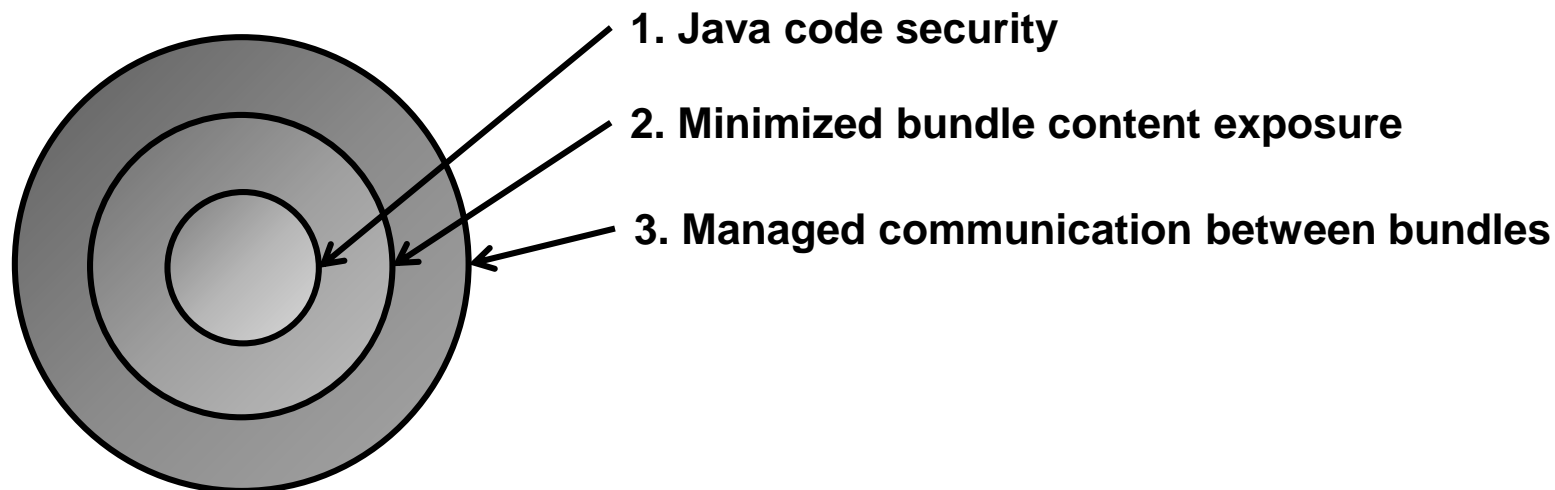 1. Java code security
2. Minimized bundle content exposure
3. Managed communication between bundles